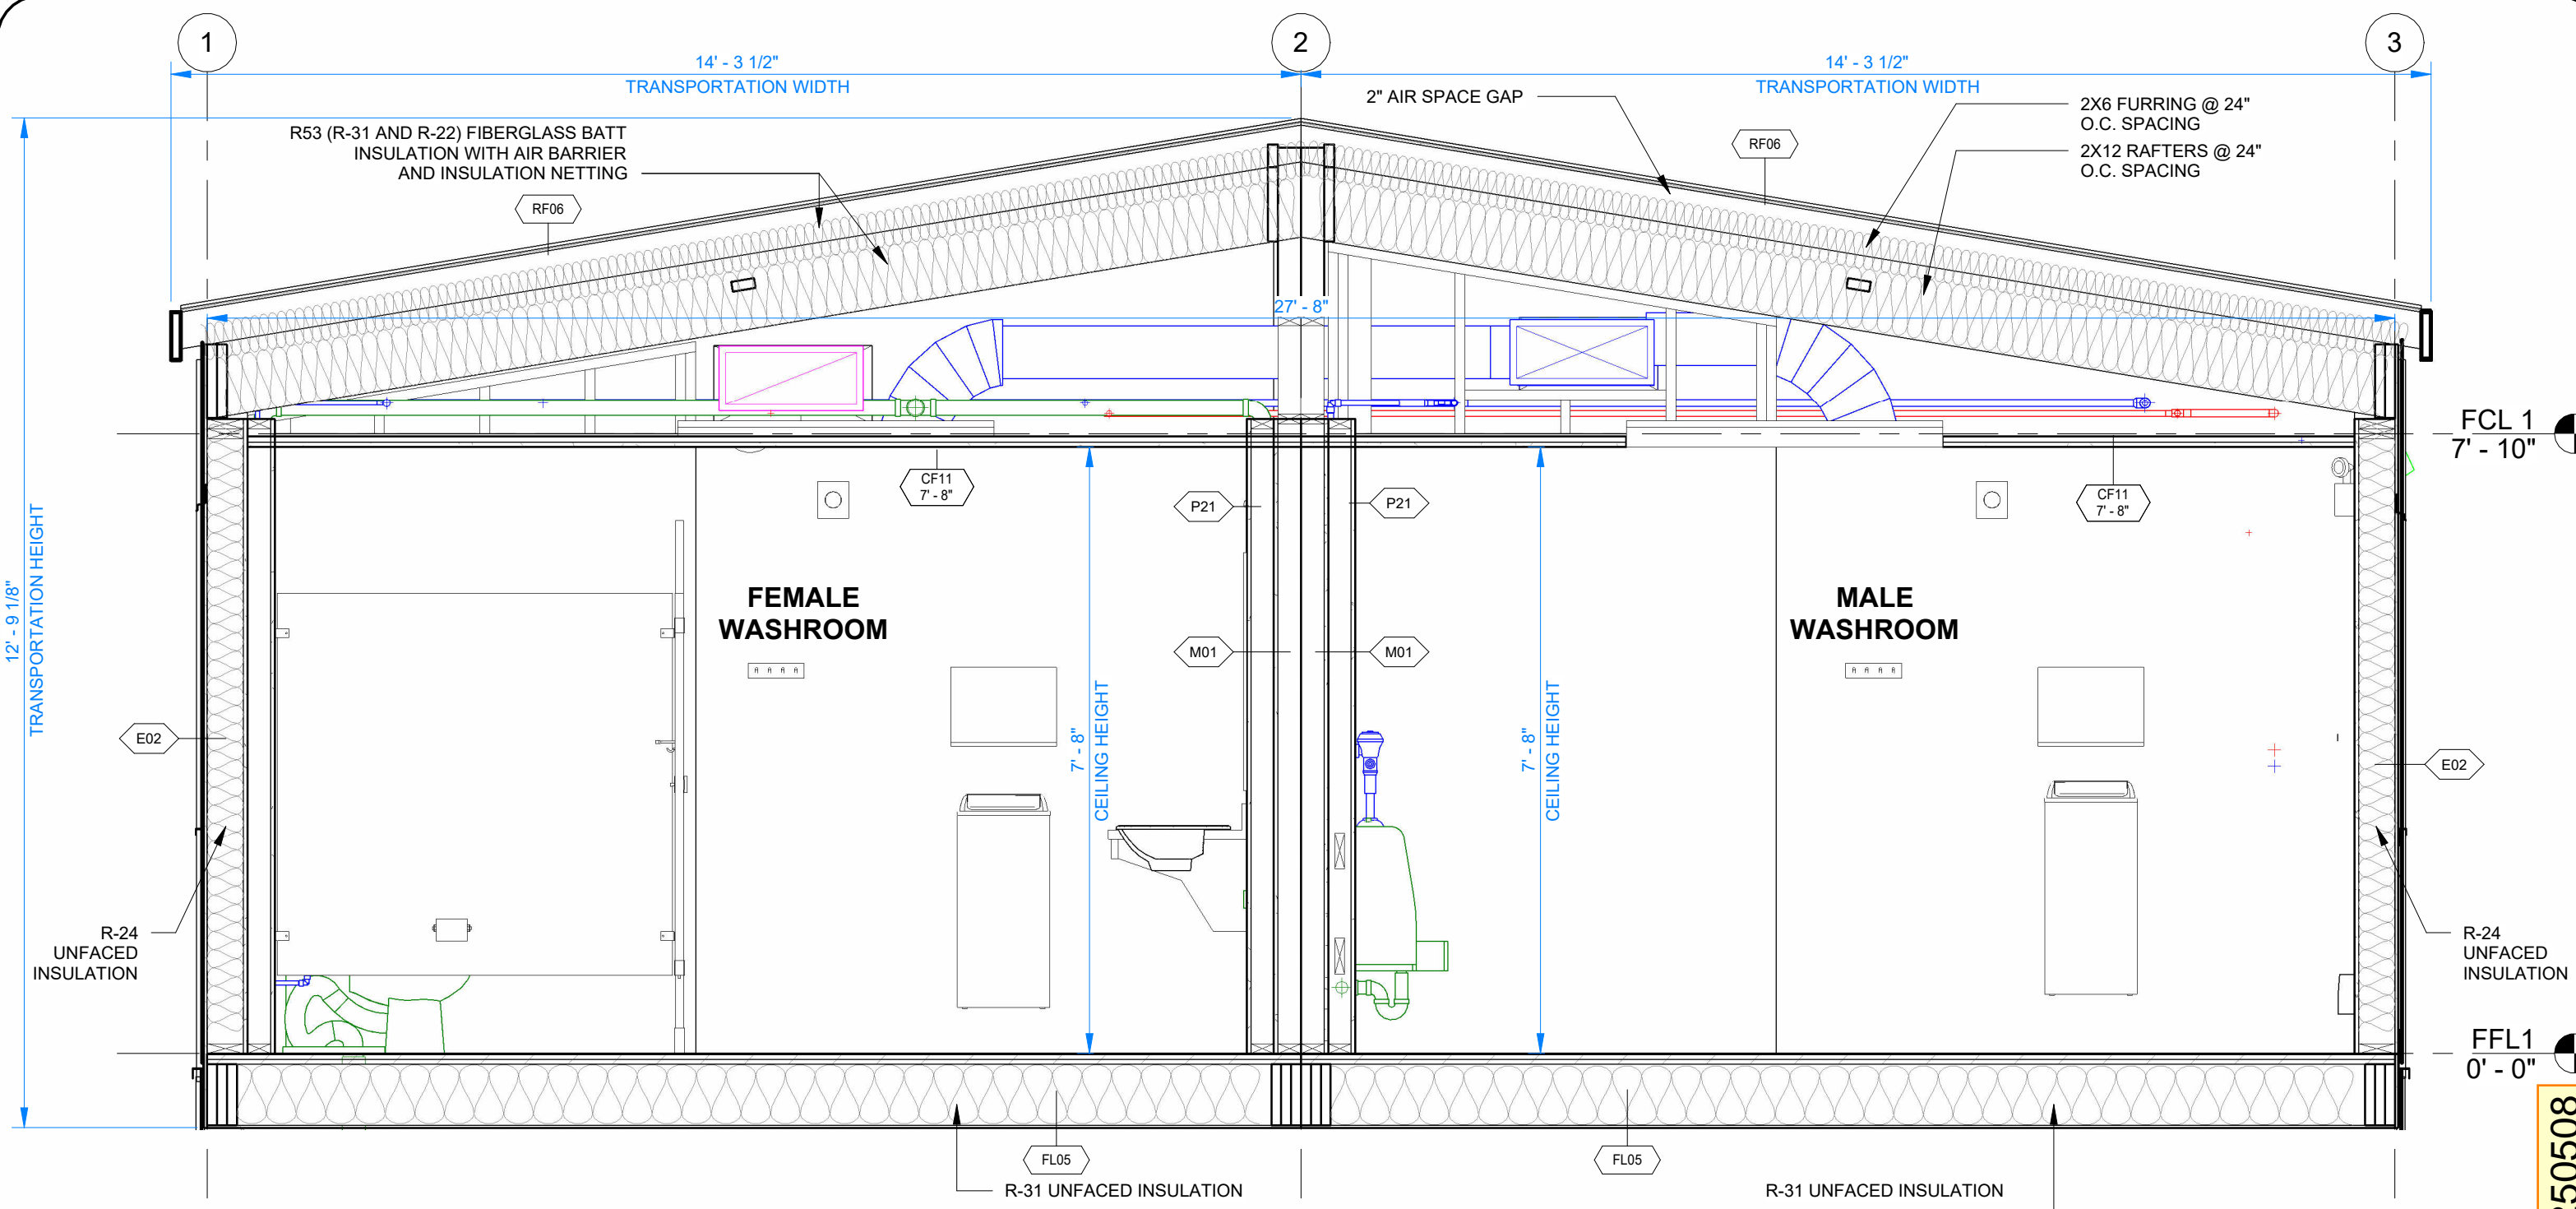 1
2
3
14' - 3 1/2"
TRANSPORTATION WIDTH
14' - 3 1/2"
TRANSPORTATION WIDTH
2" AIR SPACE GAP
2X6 FURRING @ 24"
O.C. SPACING
2X12 RAFTERS @ 24"
O.C. SPACING
R53 (R-31 AND R-22) FIBERGLASS BATT
INSULATION WITH AIR BARRIER
AND INSULATION NETTING
RF06
RF06
27' - 8"
FCL 1
7' - 10"
CF11
7' - 8"
CF11
7' - 8"
P21
P21
12' - 9 1/8"
TRANSPORTATION HEIGHT
FEMALE
WASHROOM
MALE
WASHROOM
M01
M01
7' - 8"
CEILING HEIGHT
7' - 8"
CEILING HEIGHT
E02
E02
R-24
UNFACED
INSULATION
R-24
UNFACED
INSULATION
FFL1
0' - 0"
FL05
FL05
R-31 UNFACED INSULATION
R-31 UNFACED INSULATION
50508